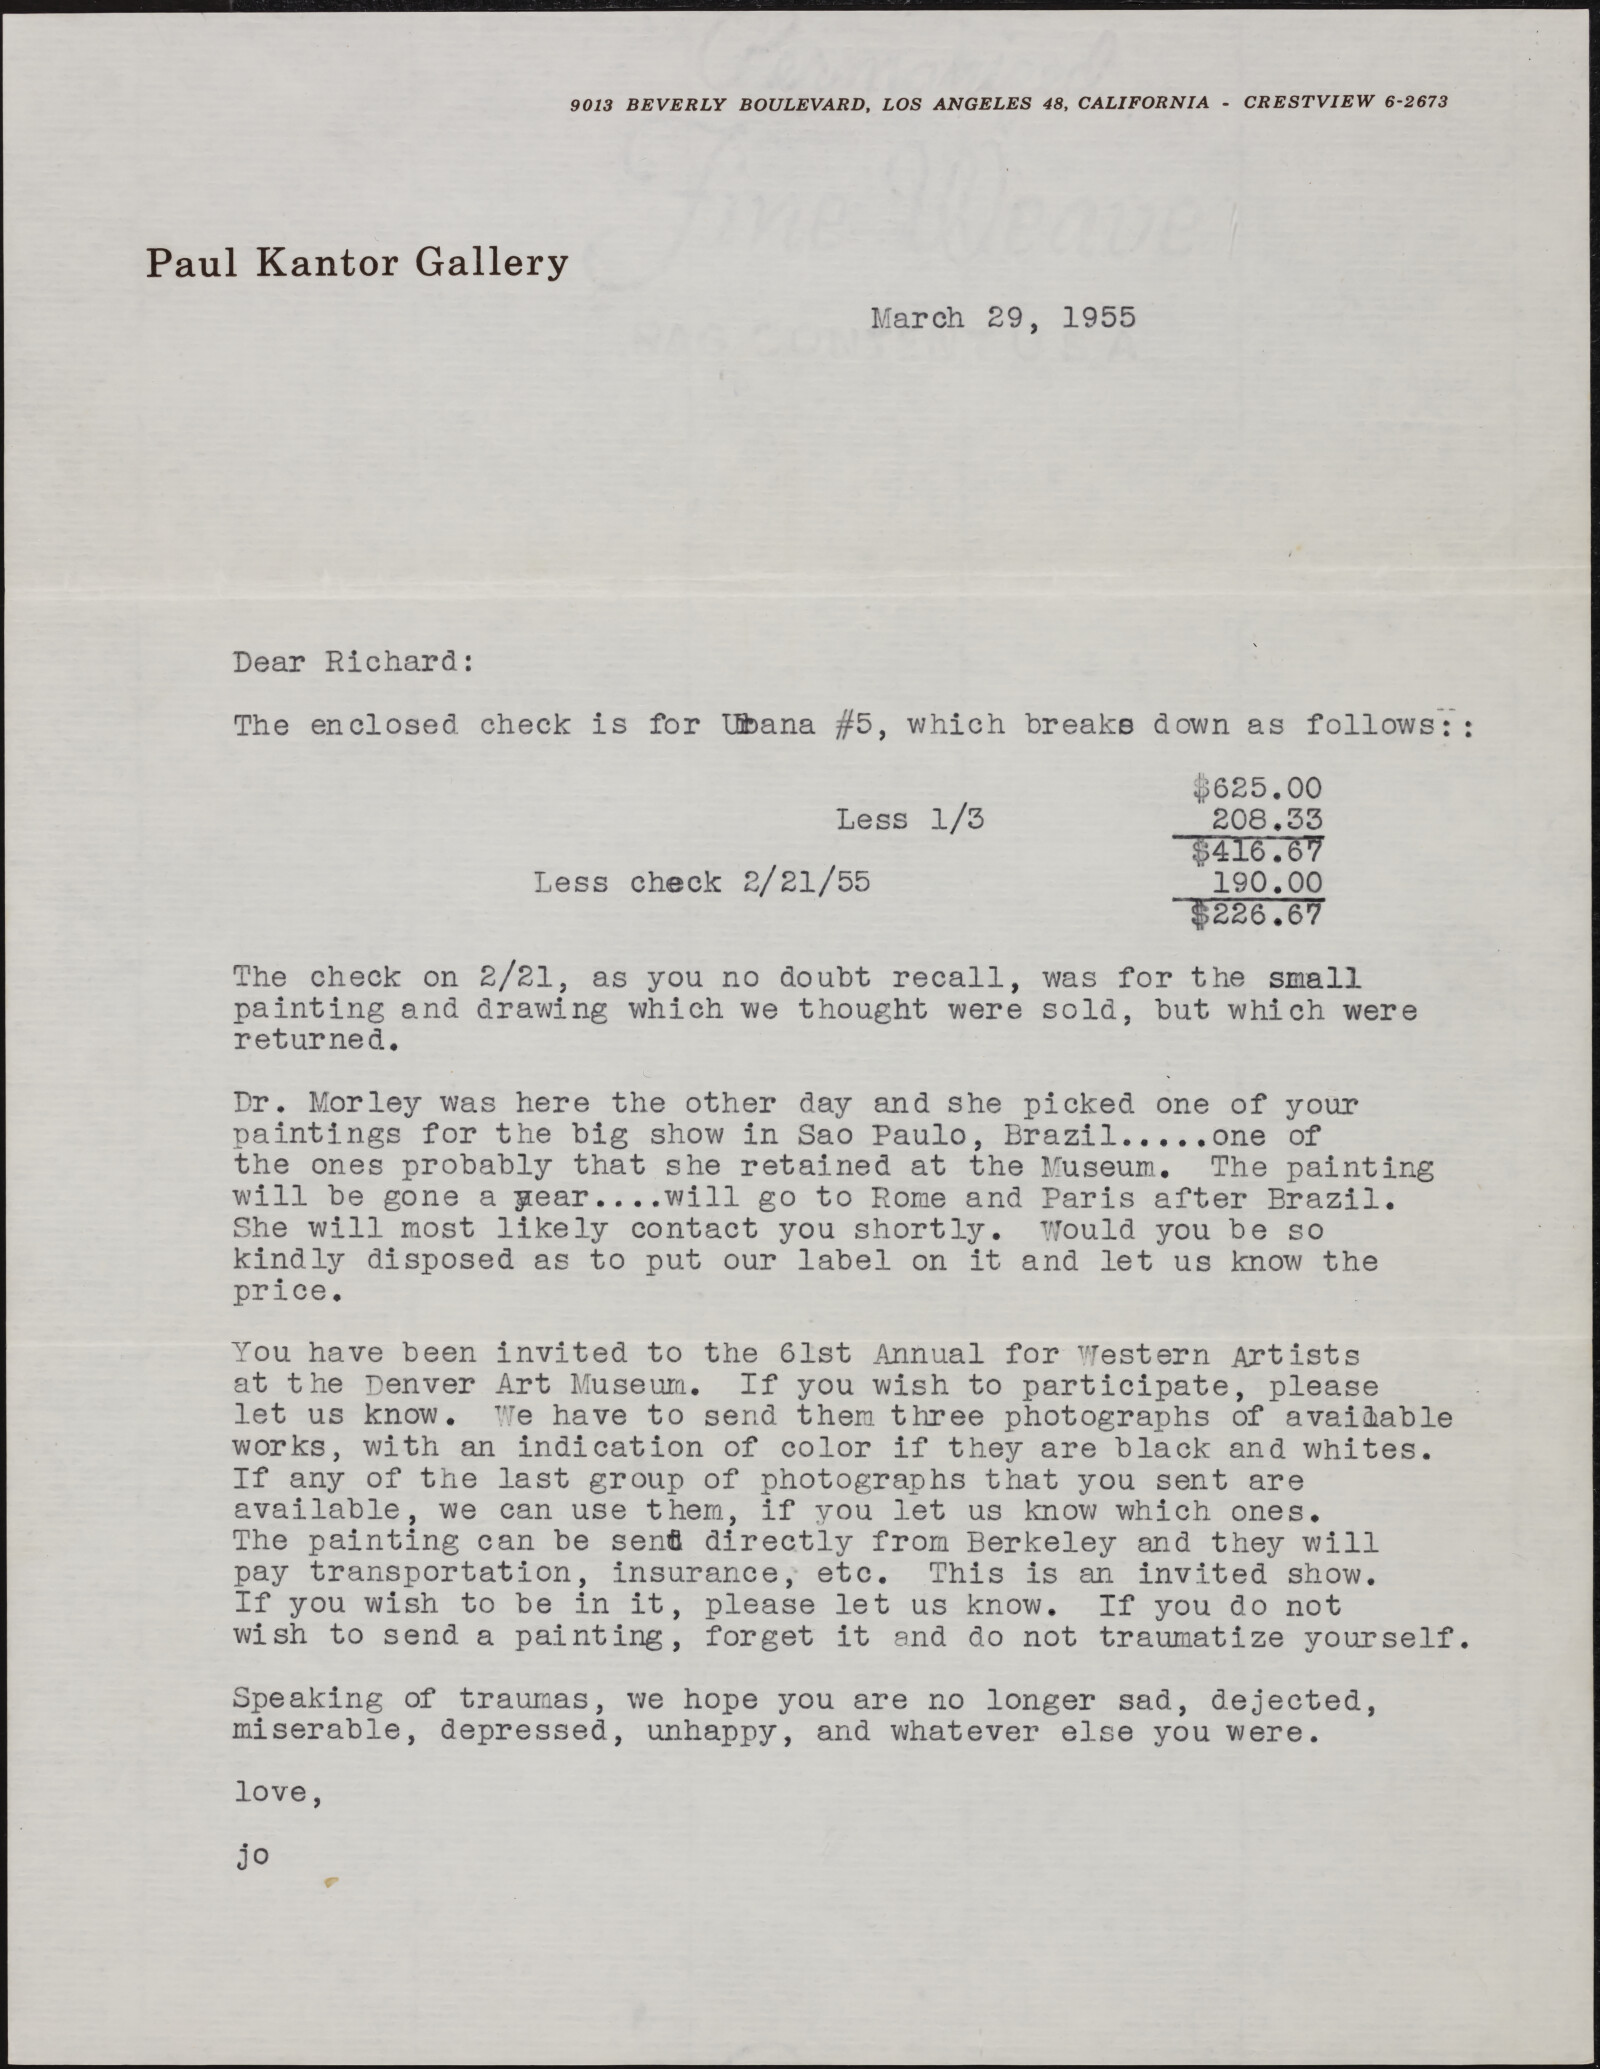 9013 BEVERLY BOULEVARD, LOS ANGELES 48, CALIFORNIA - CRESTVIEW 6-2673
Paul Kantor Gallery
March 29, 1955
Dear Richard:
The enclosed check is for Urbana #5, which breaks down as follows::
$625.00
Less 1/3 208.33
$416.67
Less check 2/21/55 190.00
$226.67
The check on 2/21, as you no doubt recall, was for the small
painting and drawing which we thought were sold, but which were
returned.
Dr. Morley was here the other day and she picked one of your
paintings for the big show in Sao Paulo, Brazil.....one of
the ones probably that she retained at the Museum. The painting
will be gone a year....will go to Rome and Paris after Brazil.
She will most likely contact you shortly. Would you be so
kindly disposed as to put our label on it and let us know the
price.
You have been invited to the 61st Annual for Western Artists
at the Denver Art Museum. If you wish to participate, please
let us know. We have to send them three photographs of available
works, with an indication of color if they are black and whites.
If any of the last group of photographs that you sent are
available, we can use them, if you let us know which ones.
The painting can be sent directly from Berkeley and they will
pay transportation, insurance, etc. This is an invited show.
If you wish to be in it, please let us know. If you do not
wish to send a painting, forget it and do not traumatize yourself.
Speaking of traumas, we hope you are no longer sad, dejected,
miserable, depressed, unhappy, and whatever else you were.
love,
jo